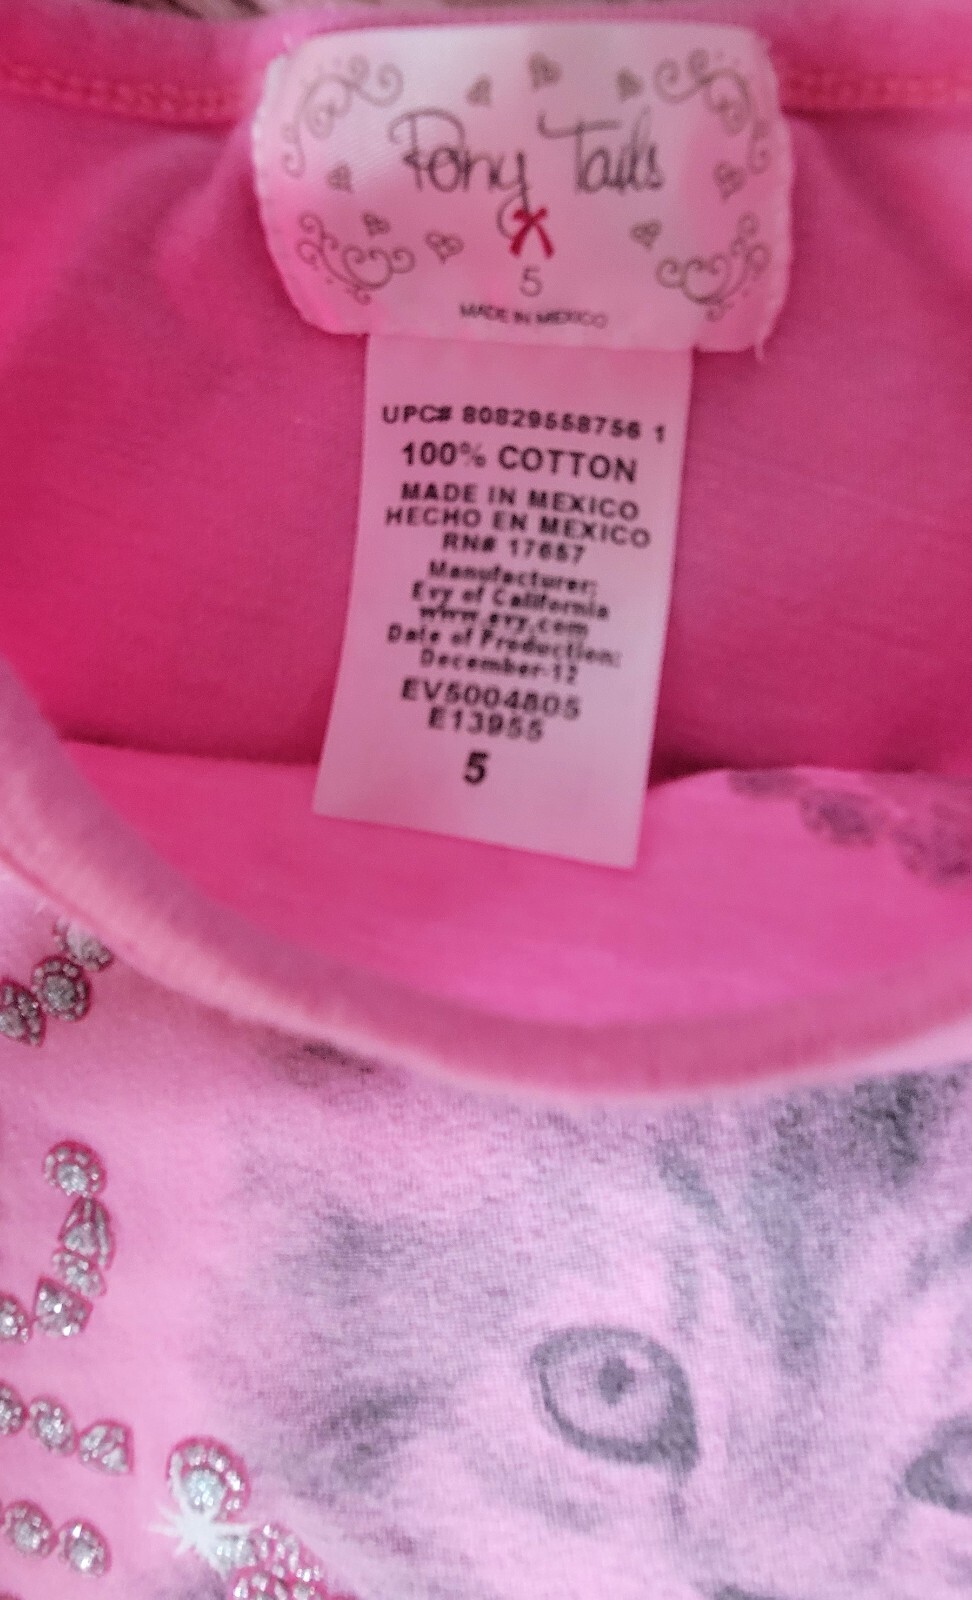 Pony Tails
5
MADE IN MEXICO
UPC# 80829558756 1
100% COTTON
MADE IN MEXICO
HECHO EN MEXICO
RN# 17657
Manufacturer:
Evy of California
www.evy.com
Date of Production:
December-12
EV5004805
E13955
5